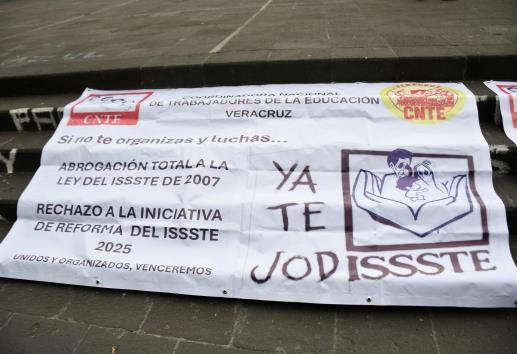 COORDINADORA NACIONAL
DE TRABAJADORES DE LA EDUCACIÓN
VERACRUZ
CNTE
CNTE
Si no te organizas y luchas...
ABROGACIÓN TOTAL A LA
LEY DEL ISSSTE DE 2007
RECHAZO A LA INICIATIVA
DE REFORMA DEL ISSSTE
2025
UNIDOS Y ORGANIZADOS, VENCEREMOS
YA
TE
JODISSSTE